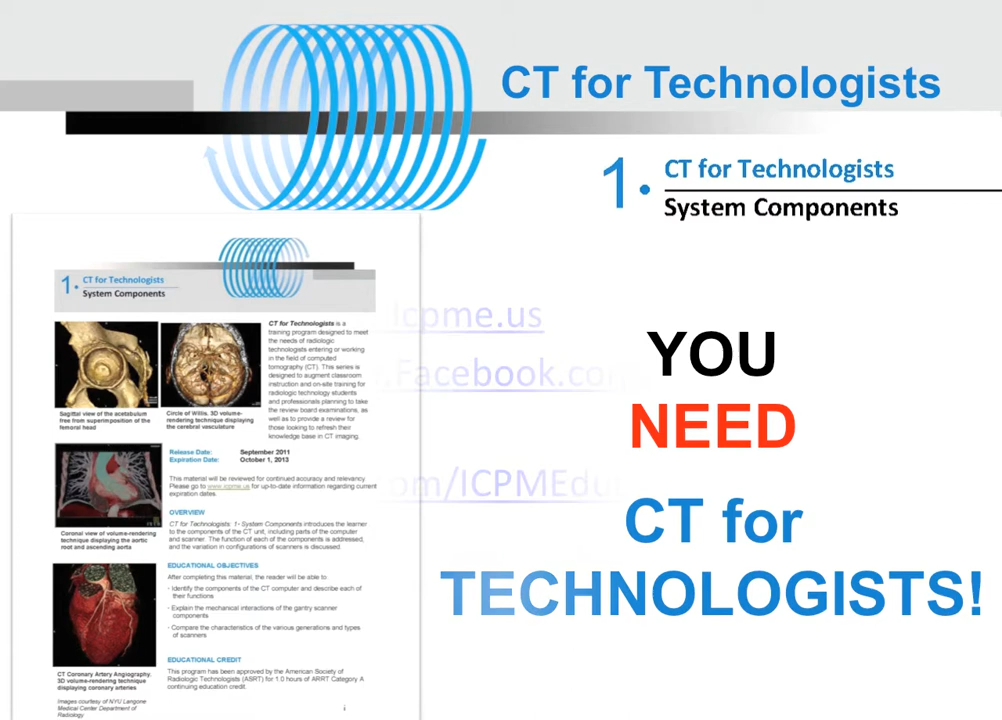 CT for Technologists
1. CT for Technologists
System Components
1. CT for Technologists
System Components
CT for Technologists is a
training program designed to meet
the needs of radiologic
technologists entering or working
in the field of computed
tomography (CT). This series is
designed to augment classroom
instruction and on-site training for
radiologic technology students
and professionals planning to take
the review board examinations, as
well as to provide a review for
those looking to refresh their
knowledge base in CT imaging.
Sagittal view of the acetabulum
free from superimposition of the
femoral head
Circle of Willis. 3D volume-
rendering technique displaying
the cerebral vasculature
Release Date: September 2011
Expiration Date: October 1, 2013
This material will be reviewed for continued accuracy and relevancy.
Please go to www.icpme.us for up-to-date information regarding current
expiration dates.
OVERVIEW
CT for Technologists: 1• System Components introduces the learner
to the components of the CT unit, including parts of the computer
and scanner. The function of each of the components is addressed,
and the variation in configurations of scanners is discussed.
Coronal view of volume-rendering
technique displaying the aortic
root and ascending aorta
EDUCATIONAL OBJECTIVES
After completing this material, the reader will be able to:
· Identify the components of the CT computer and describe each of
their functions
· Explain the mechanical interactions of the gantry scanner
components
· Compare the characteristics of the various generations and types
of scanners
EDUCATIONAL CREDIT
This program has been approved by the American Society of
Radiologic Technologists (ASRT) for 1.0 hours of ARRT Category A
continuing education credit.
CT Coronary Artery Angiography:
3D volume-rendering technique
displaying coronary arteries
Images courtesy of NYU Langone
Medical Center Department of
Radiology
i
Icpme.us
.Facebook.com
om/ICPMEdu
YOU
NEED
CT for
TECHNOLOGISTS!